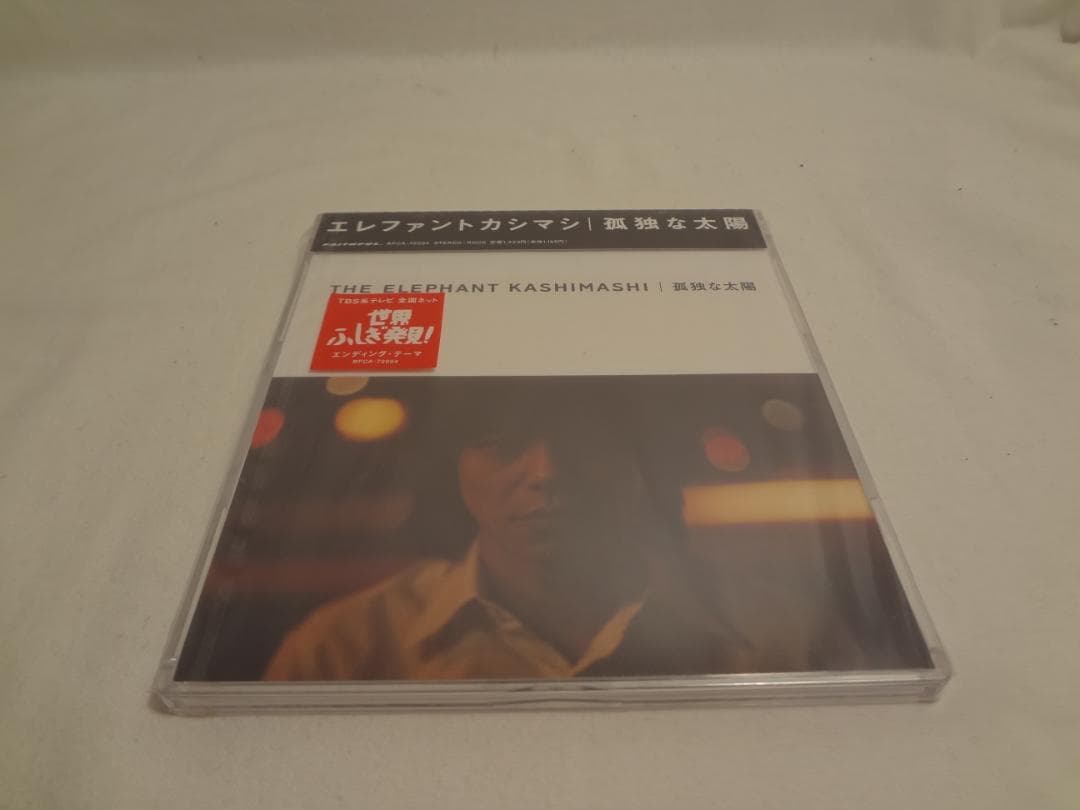 エレファントカシマシ|孤独な太陽
FAITHFUL. STEREO
THE ELEPHANT KASHIMASHI | 孤独な太陽
TBS系テレビ 全国ネット
世界
ふしぎ発見!
エンディング・テーマ